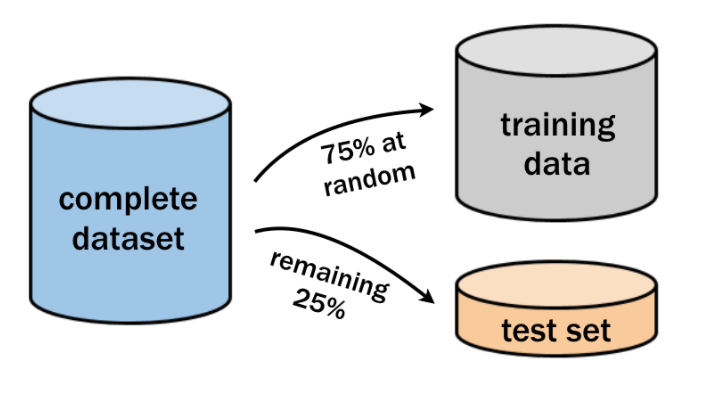 complete
dataset
75% at
random
remaining
25%
training
data
test set